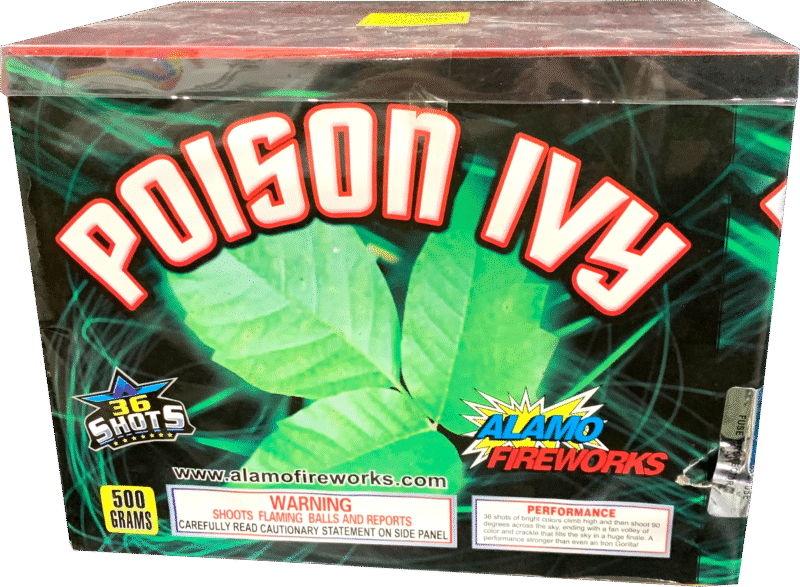 POISON IVY
36
SHOTS
ALAMO
FIREWORKS
FUSE
www.alamofireworks.com
500
GRAMS
WARNING
SHOOTS FLAMING BALLS AND REPORTS
CAREFULLY READ CAUTIONARY STATEMENT ON SIDE PANEL
PERFORMANCE
36 shots of bright colors climb high and then shoot 90
degrees across the sky, ending with a fan volley of
color and crackle that fills the sky in a huge finale. A
performance stronger than even an Iron Gorilla!